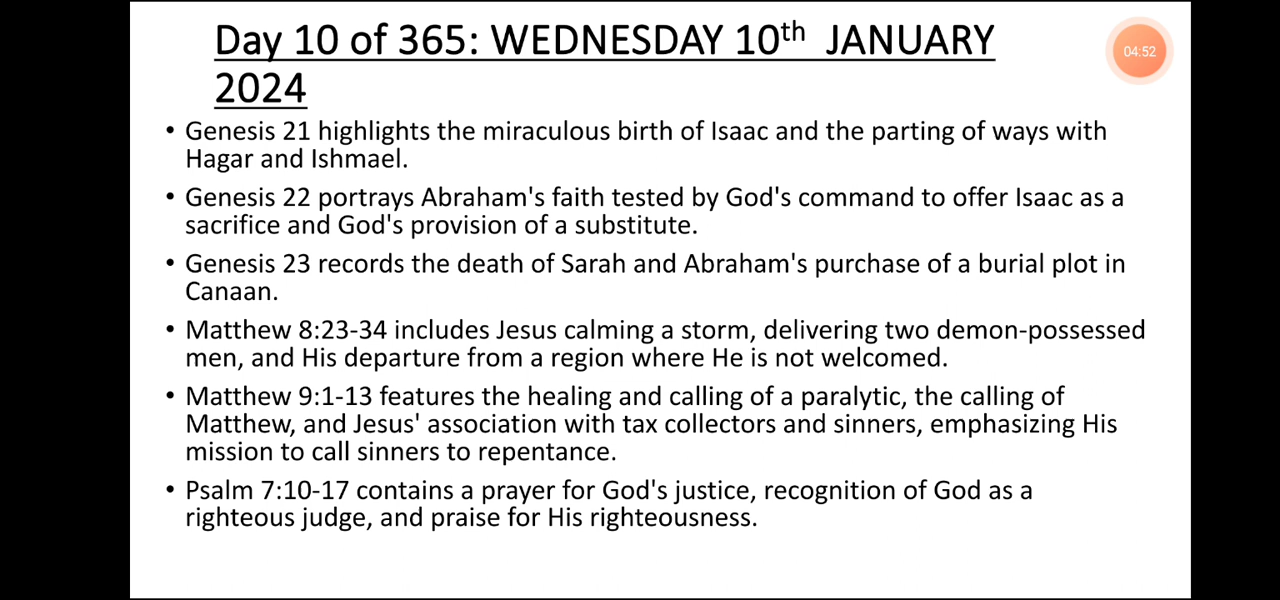 Day 10 of 365: WEDNESDAY 10th JANUARY
2024
04:52
• Genesis 21 highlights the miraculous birth of Isaac and the parting of ways with
Hagar and Ishmael.
• Genesis 22 portrays Abraham's faith tested by God's command to offer Isaac as a
sacrifice and God's provision of a substitute.
• Genesis 23 records the death of Sarah and Abraham's purchase of a burial plot in
Canaan.
• Matthew 8:23-34 includes Jesus calming a storm, delivering two demon-possessed
men, and His departure from a region where He is not welcomed.
• Matthew 9:1-13 features the healing and calling of a paralytic, the calling of
Matthew, and Jesus' association with tax collectors and sinners, emphasizing His
mission to call sinners to repentance.
• Psalm 7:10-17 contains a prayer for God's justice, recognition of God as a
righteous judge, and praise for His righteousness.